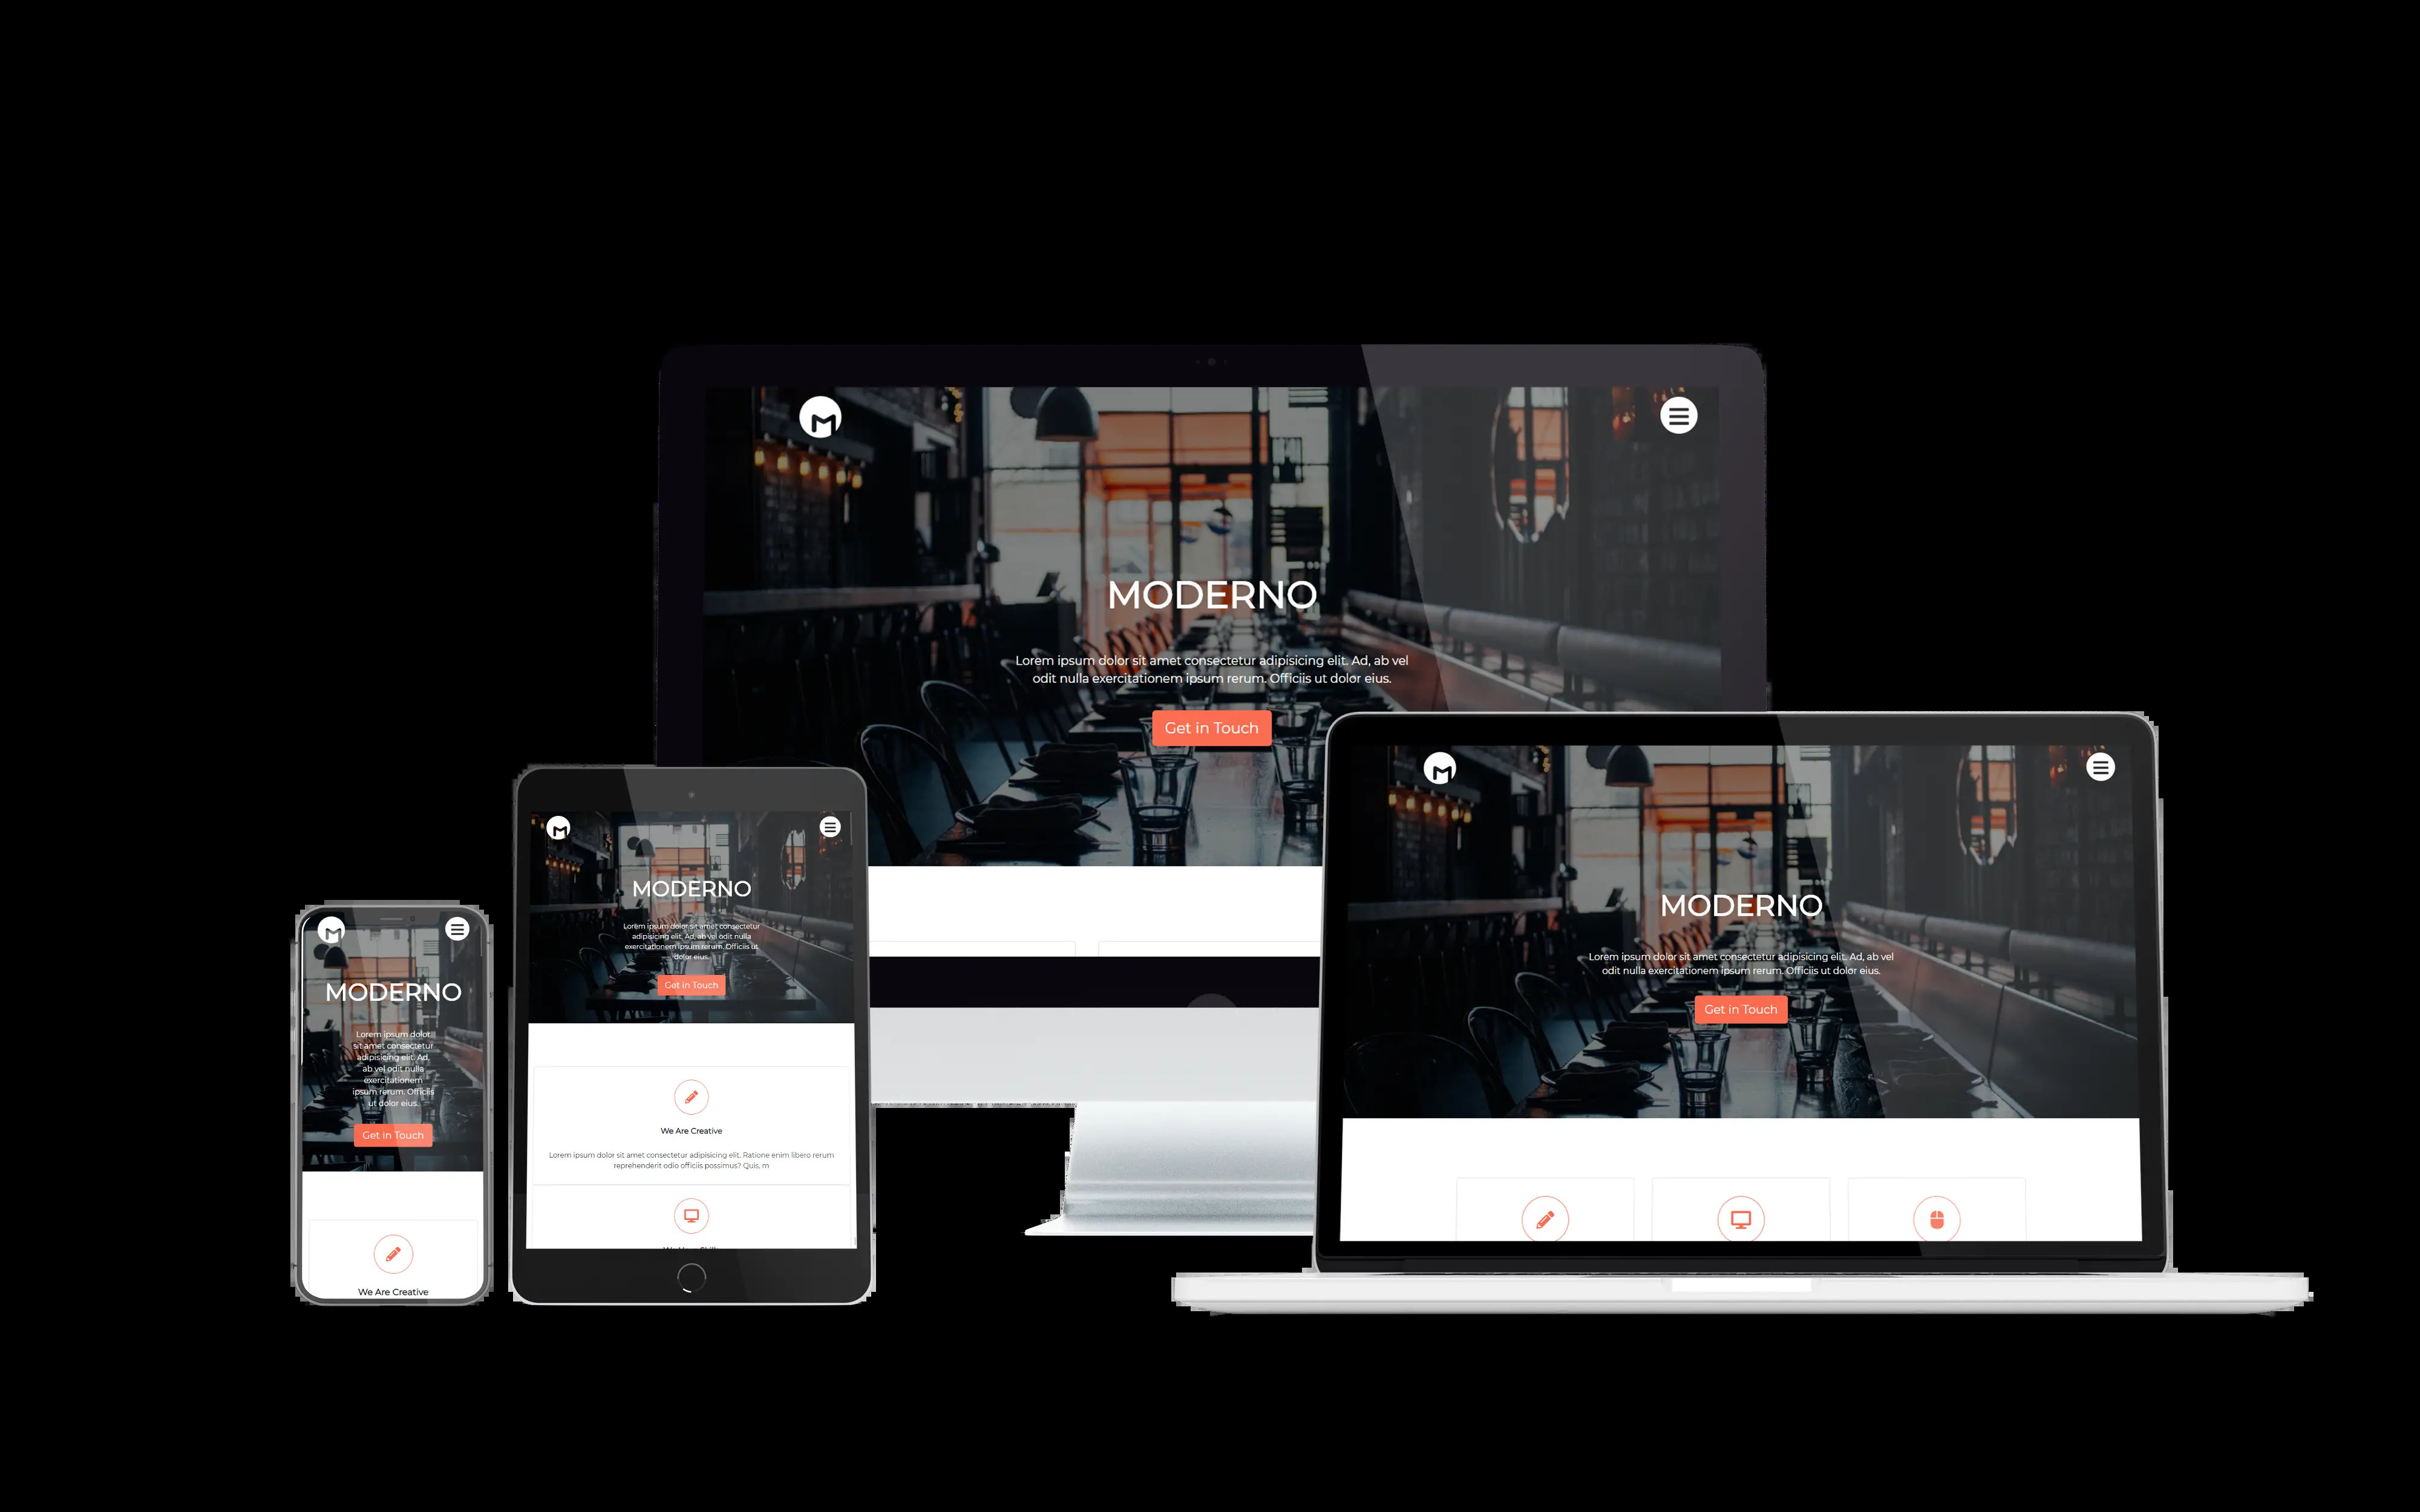 M
MODERNO
Lorem ipsum dolor sit amet consectetur adipisicing elit. Ad, ab vel
odit nulla exercitationem ipsum rerum. Officiis ut dolor eius.
Get in Touch
M
MODERNO
Lorem ipsum dolor sit amet consectetur adipisicing elit. Ad, ab vel
odit nulla exercitationem ipsum rerum. Officiis ut dolor eius.
Get in Touch
M
MODERNO
Lorem ipsum dolor sit amet consectetur
adipisicing elit. Ad, ab vel odit nulla
exercitationem ipsum rerum. Officiis ut
dolor eius.
Get in Touch
We Are Creative
Lorem ipsum dolor sit amet consectetur adipisicing elit. Ratione enim libero rerum
reprehenderit odio officiis possimus? Quis, m
M
MODERNO
Lorem ipsum dolor
sit amet consectetur
adipisicing elit. Ad,
ab vel odit nulla
exercitationem
ipsum rerum. Officiis
ut dolor eius.
Get in Touch
We Are Creative